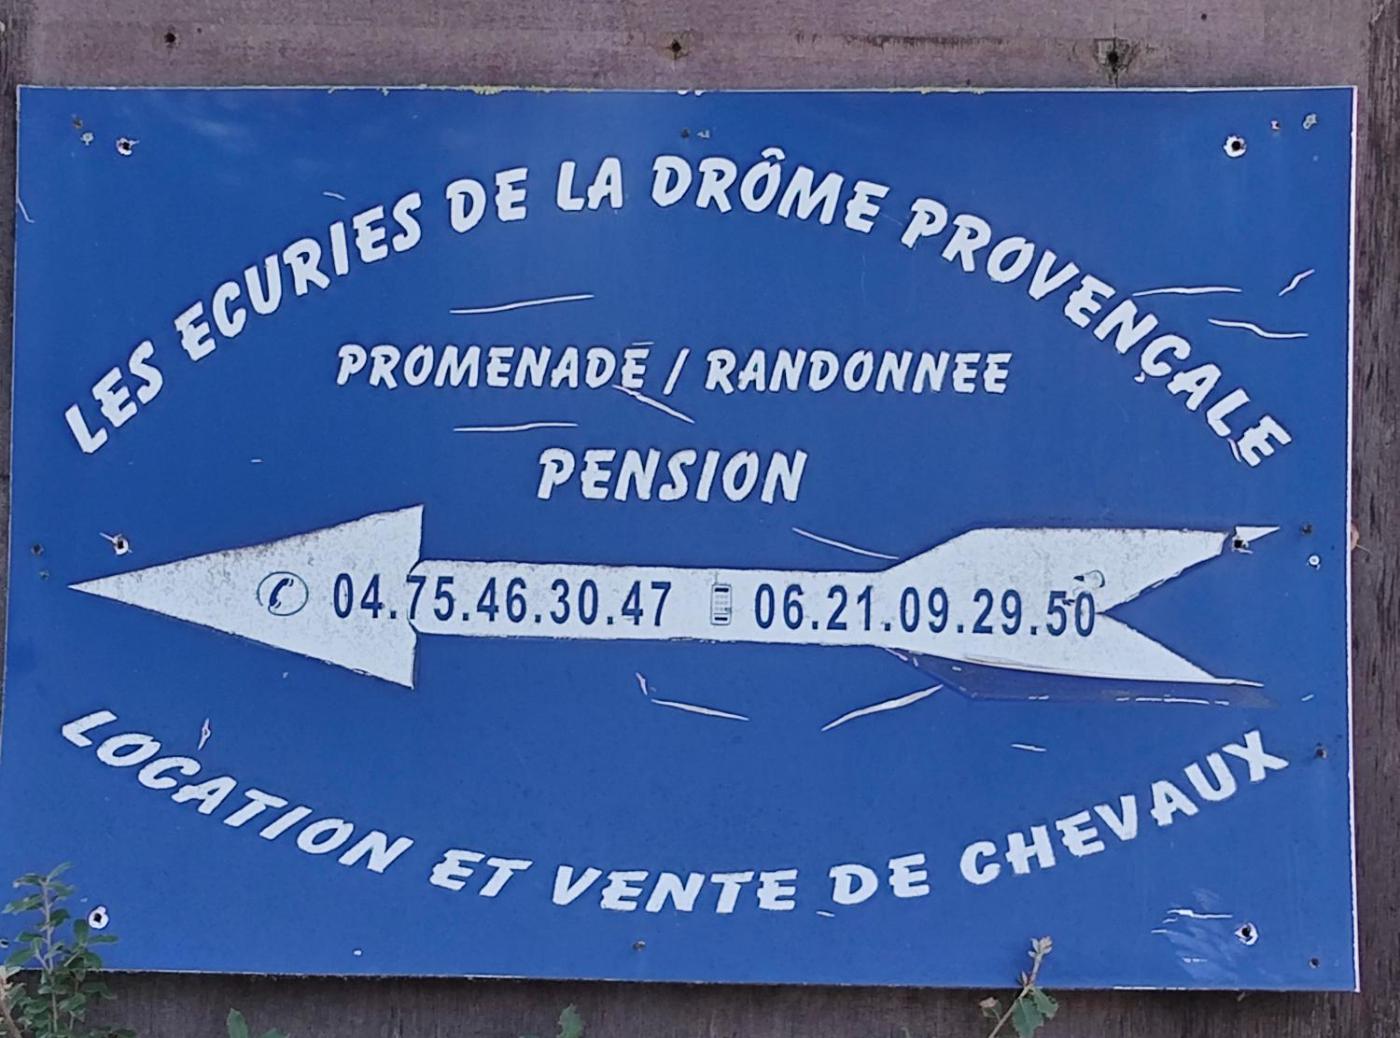 LES ECURIES DE LA DRÔME PROVENÇALE
PROMENADE / RANDONNEE
PENSION
04.75.46.30.47 06.21.09.29.50
LOCATION ET VENTE DE CHEVAUX